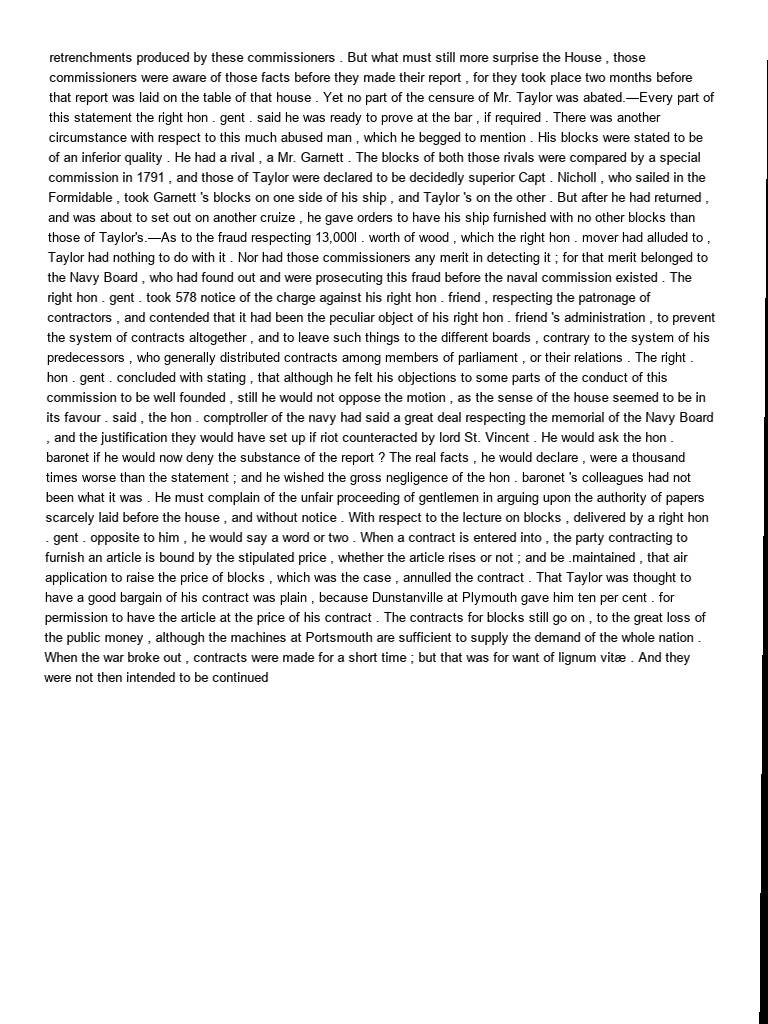 retrenchments produced by these commissioners . But what must still more surprise the House , those
commissioners were aware of those facts before they made their report , for they took place two months before
that report was laid on the table of that house . Yet no part of the censure of Mr. Taylor was abated.—Every part of
this statement the right hon . gent . said he was ready to prove at the bar , if required . There was another
circumstance with respect to this much abused man , which he begged to mention . His blocks were stated to be
of an inferior quality . He had a rival , a Mr. Garnett . The blocks of both those rivals were compared by a special
commission in 1791 , and those of Taylor were declared to be decidedly superior Capt . Nicholl , who sailed in the
Formidable , took Garnett 's blocks on one side of his ship , and Taylor 's on the other . But after he had returned ,
and was about to set out on another cruize , he gave orders to have his ship furnished with no other blocks than
those of Taylor's.—As to the fraud respecting 13,000l . worth of wood , which the right hon . mover had alluded to ,
Taylor had nothing to do with it . Nor had those commissioners any merit in detecting it ; for that merit belonged to
the Navy Board , who had found out and were prosecuting this fraud before the naval commission existed . The
right hon . gent . took 578 notice of the charge against his right hon . friend , respecting the patronage of
contractors , and contended that it had been the peculiar object of his right hon . friend 's administration , to prevent
the system of contracts altogether , and to leave such things to the different boards , contrary to the system of his
predecessors , who generally distributed contracts among members of parliament , or their relations . The right .
hon . gent . concluded with stating , that although he felt his objections to some parts of the conduct of this
commission to be well founded , still he would not oppose the motion , as the sense of the house seemed to be in
its favour . said , the hon . comptroller of the navy had said a great deal respecting the memorial of the Navy Board
, and the justification they would have set up if riot counteracted by lord St. Vincent . He would ask the hon .
baronet if he would now deny the substance of the report ? The real facts , he would declare , were a thousand
times worse than the statement ; and he wished the gross negligence of the hon . baronet 's colleagues had not
been what it was . He must complain of the unfair proceeding of gentlemen in arguing upon the authority of papers
scarcely laid before the house , and without notice . With respect to the lecture on blocks , delivered by a right hon
. gent . opposite to him , he would say a word or two . When a contract is entered into , the party contracting to
furnish an article is bound by the stipulated price , whether the article rises or not ; and be .maintained , that air
application to raise the price of blocks , which was the case , annulled the contract . That Taylor was thought to
have a good bargain of his contract was plain , because Dunstanville at Plymouth gave him ten per cent . for
permission to have the article at the price of his contract . The contracts for blocks still go on , to the great loss of
the public money , although the machines at Portsmouth are sufficient to supply the demand of the whole nation .
When the war broke out , contracts were made for a short time ; but that was for want of lignum vitæ . And they
were not then intended to be continued